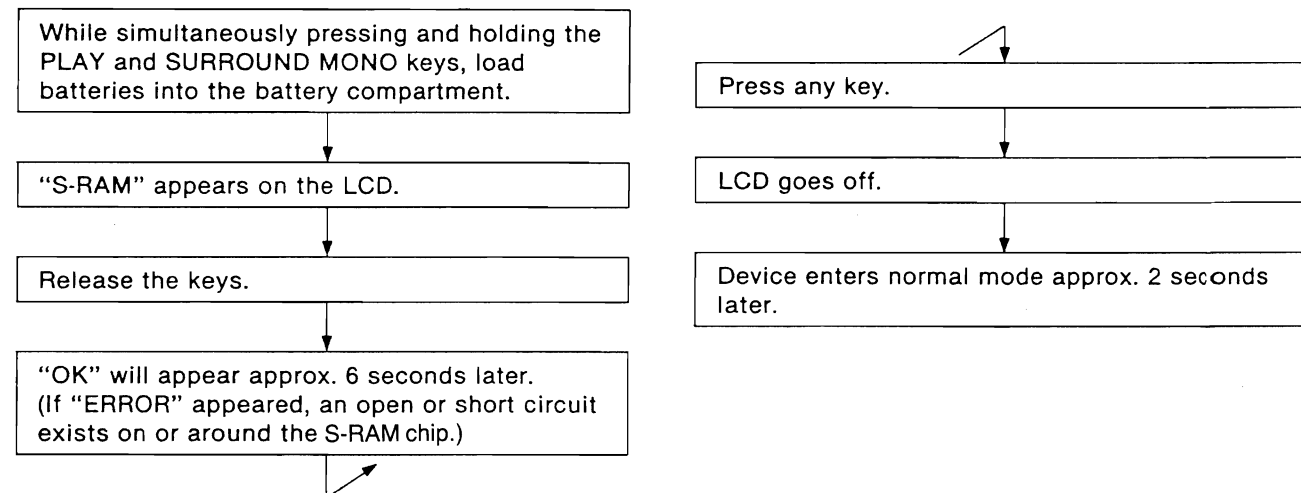 While simultaneously pressing and holding the
PLAY and SURROUND MONO keys, load
batteries into the battery compartment.
"S-RAM" appears on the LCD.
Release the keys.
"OK" will appear approx. 6 seconds later.
(If "ERROR" appeared, an open or short circuit
exists on or around the S-RAM chip.)
Press any key.
LCD goes off.
Device enters normal mode approx. 2 seconds
later.